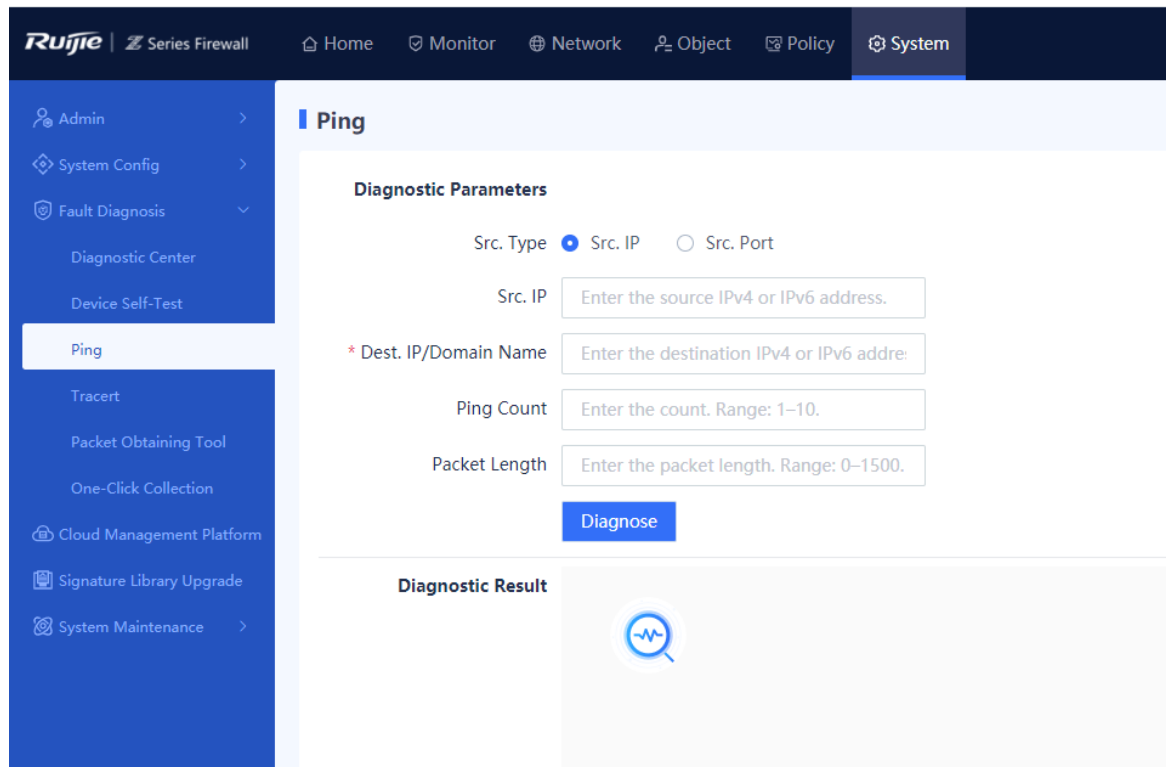 Ruijie | Z Series Firewall Home Monitor Network Object Policy System
Admin
System Config
Fault Diagnosis
Diagnostic Center
Device Self-Test
Ping
Tracert
Packet Obtaining Tool
One-Click Collection
Cloud Management Platform
Signature Library Upgrade
System Maintenance
Ping
Diagnostic Parameters
Src. Type Src. IP Src. Port
Src. IP Enter the source IPv4 or IPv6 address.
* Dest. IP/Domain Name Enter the destination IPv4 or IPv6 addre
Ping Count Enter the count. Range: 1–10.
Packet Length Enter the packet length. Range: 0–1500.
Diagnose
Diagnostic Result